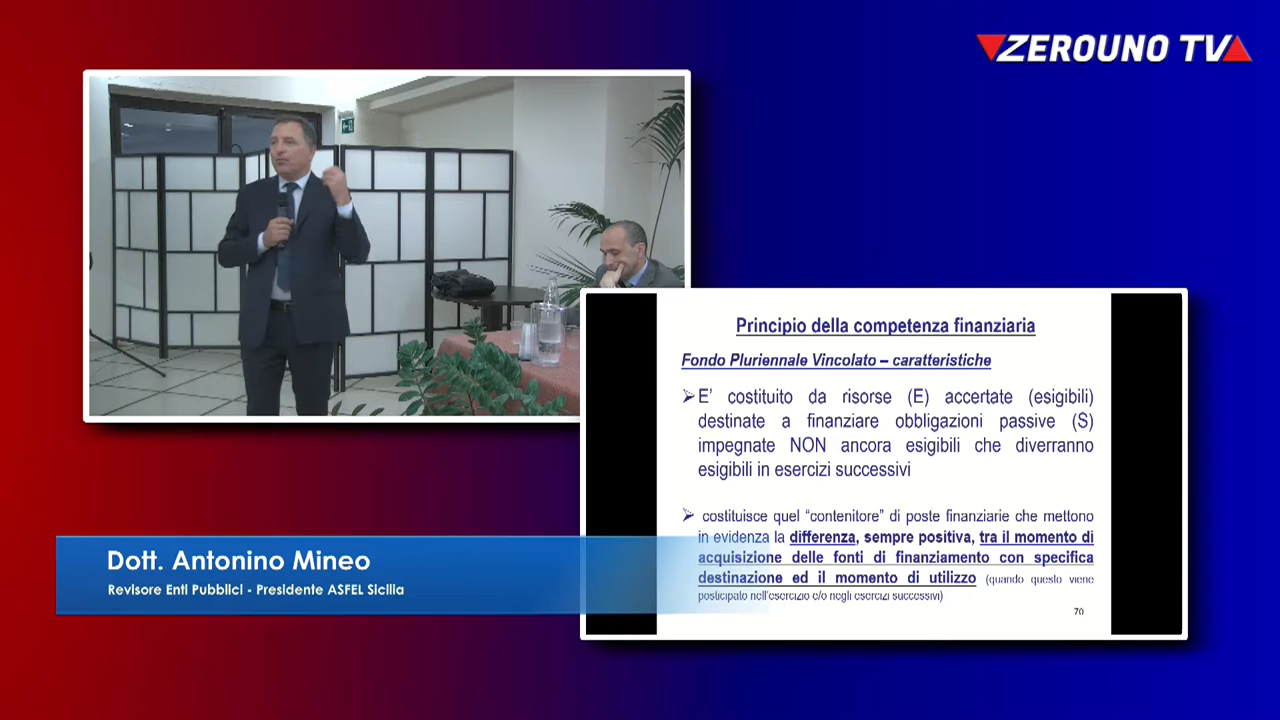 ZEROUNO TV
Principio della competenza finanziaria
Fondo Pluriennale Vincolato – caratteristiche
➢E’ costituito da risorse (E) accertate (esigibili)
destinate a finanziare obbligazioni passive (S)
impegnate NON ancora esigibili che diverranno
esigibili in esercizi successivi
➢ costituisce quel “contenitore” di poste finanziarie che mettono
in evidenza la differenza, sempre positiva, tra il momento di
acquisizione delle fonti di finanziamento con specifica
destinazione ed il momento di utilizzo (quando questo viene
posticipato nell’esercizio e/o negli esercizi successivi)
70
Dott. Antonino Mineo
Revisore Enti Pubblici - Presidente ASFEL Sicilia